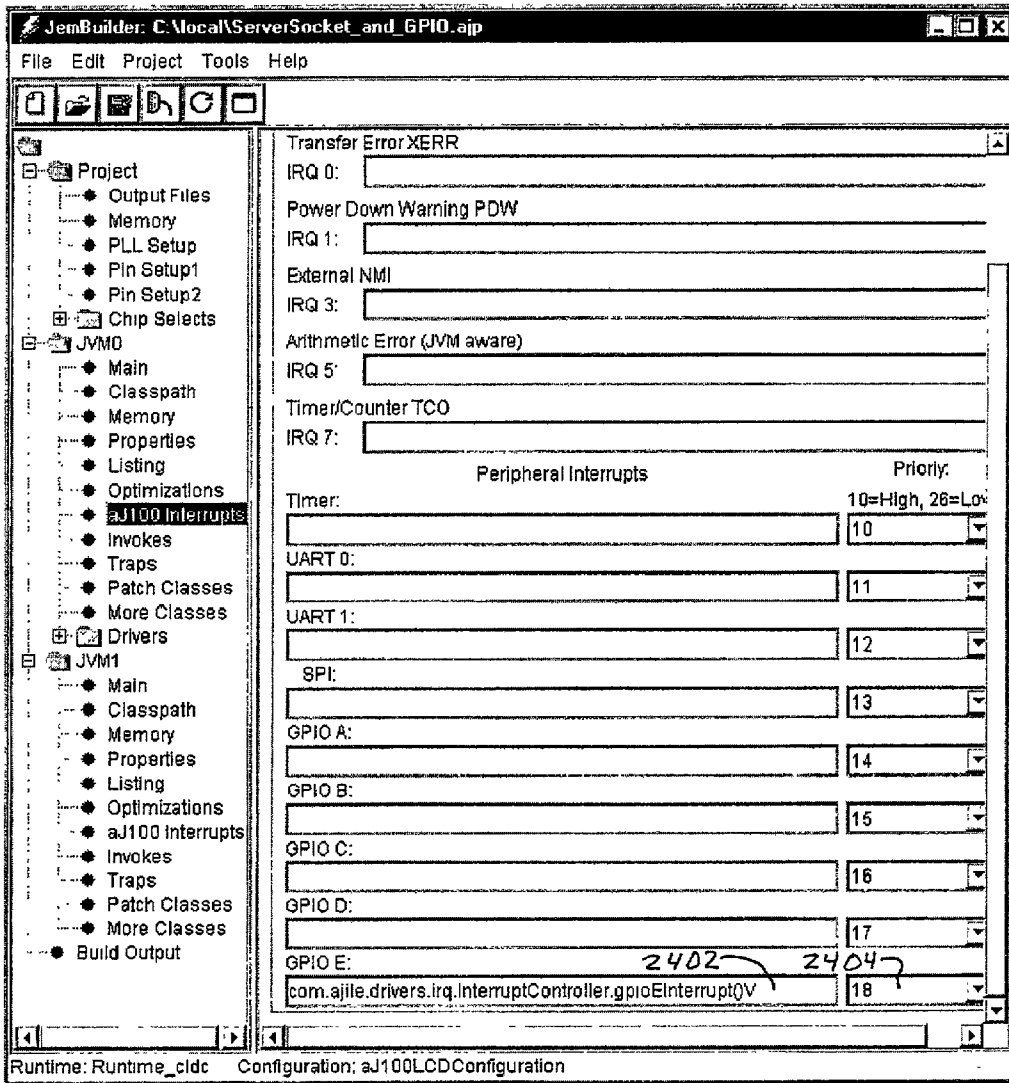 JemBuilder: C:\local\ServerSocket_and_GPIO.ajp
File Edit Project Tools Help
Project
Output Files
Memory
PLL Setup
Pin Setup1
Pin Setup2
Chip Selects
JVM0
Main
Classpath
Memory
Properties
Listing
Optimizations
aJ100 Interrupts
Invokes
Traps
Patch Classes
More Classes
Drivers
JVM1
Main
Classpath
Memory
Properties
Listing
Optimizations
aJ100 Interrupts
Invokes
Traps
Patch Classes
More Classes
Build Output
Transfer Error XERR
IRQ 0:
Power Down Warning PDW
IRQ 1:
External NMI
IRQ 3:
Arithmetic Error (JVM aware)
IRQ 5:
Timer/Counter TCO
IRQ 7:
Peripheral Interrupts Prioriy:
Timer: 10=High, 26=Low
10
UART 0:
11
UART 1:
12
SPI:
13
GPIO A:
14
GPIO B:
15
GPIO C:
16
GPIO D:
17
GPIO E: 2402 2404
com.ajile.drivers.irq.InterruptController.gpioEInterrupt()V 18
Runtime: Runtime_cldc Configuration: aJ100LCDConfiguration